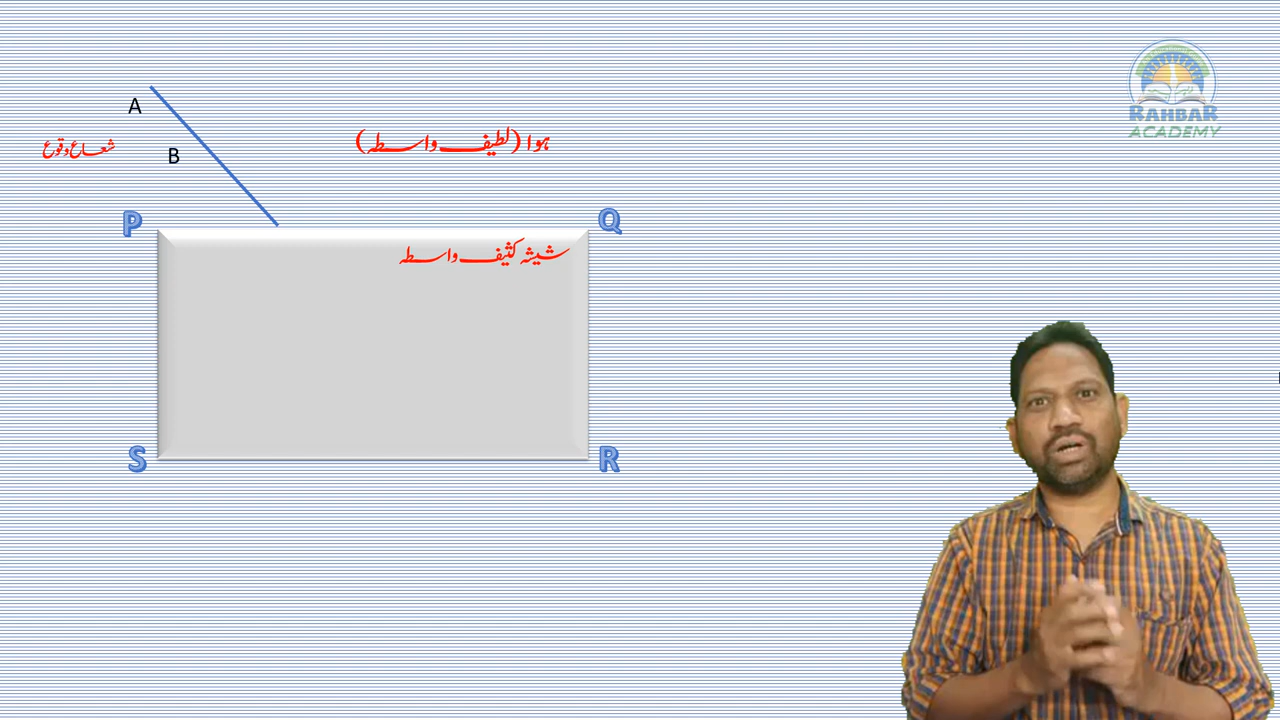 A
RAHBAR
ACADEMY
ہوا (لطیف واسطہ)
شعاع وقوع
B
P
Q
شیشہ کثیف واسطہ
S
R